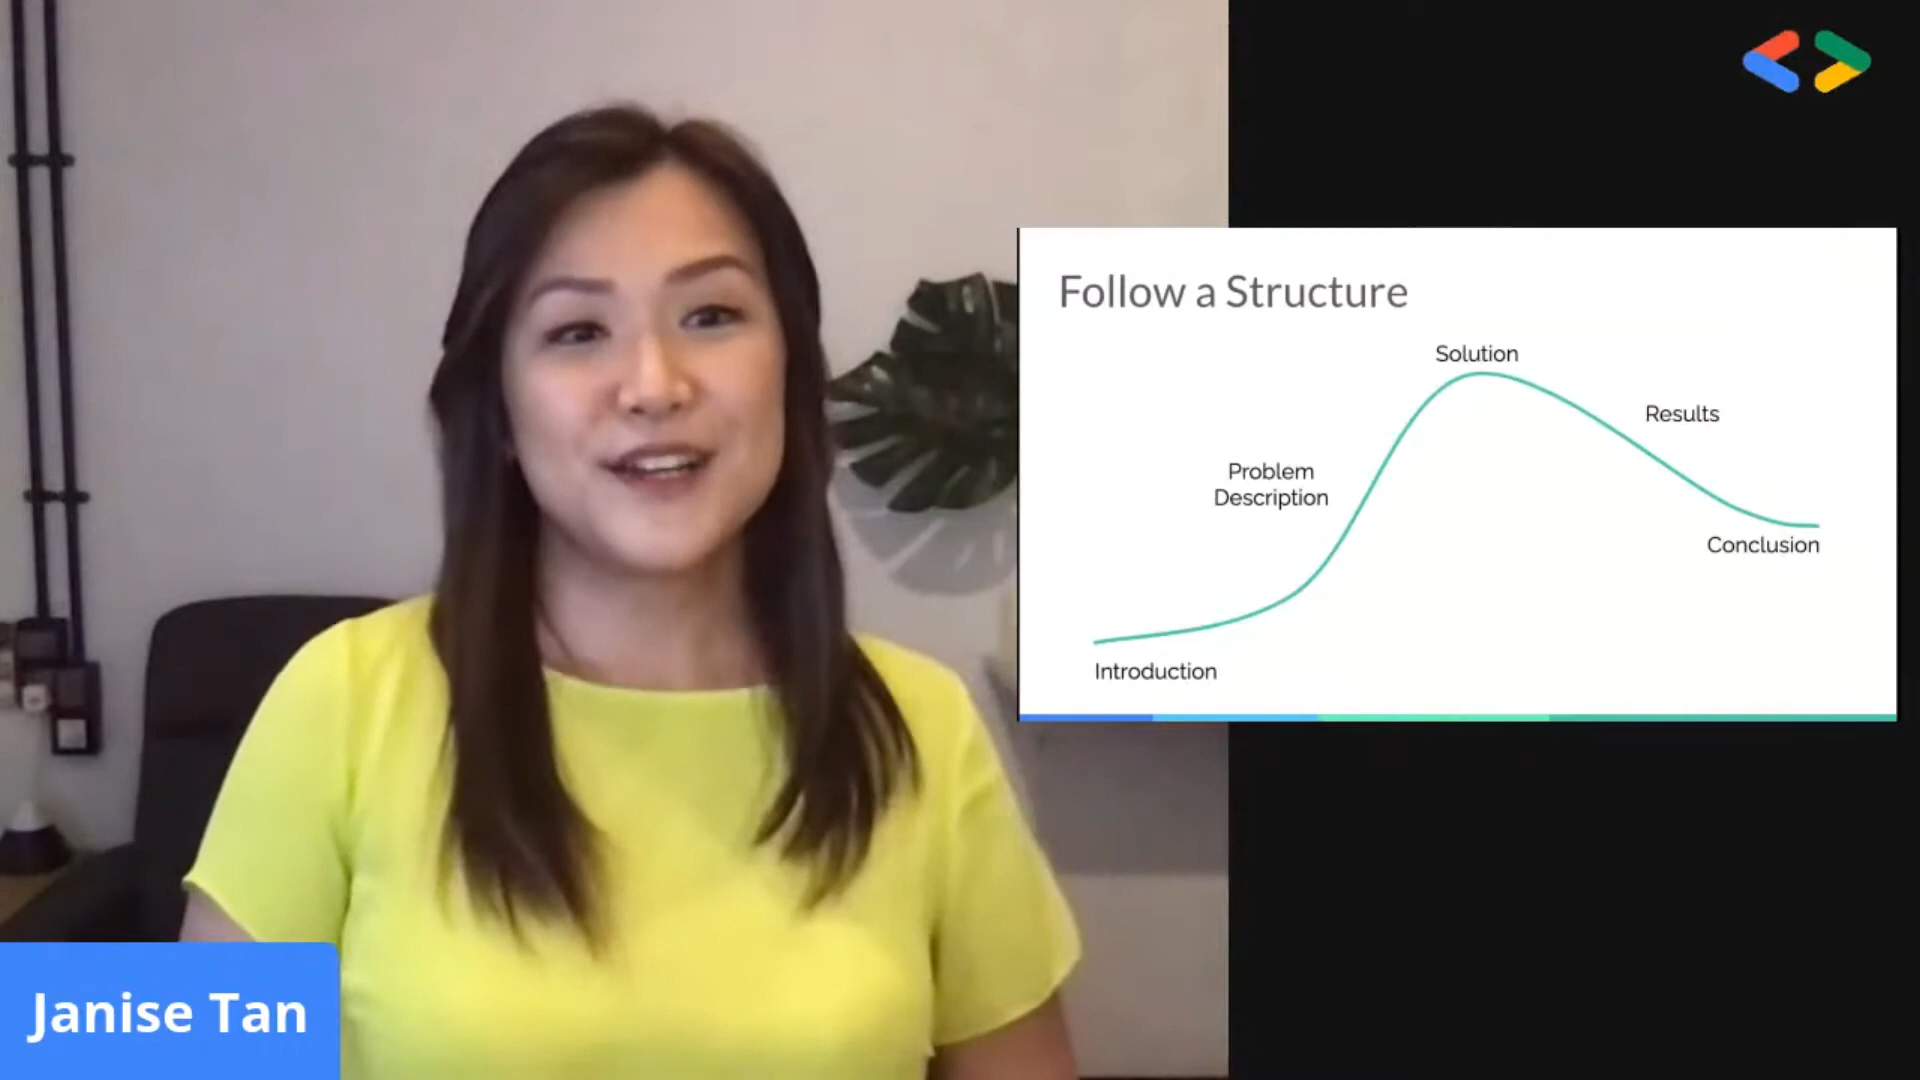 Follow a Structure
Solution
Results
Problem
Description
Conclusion
Introduction
Janise Tan